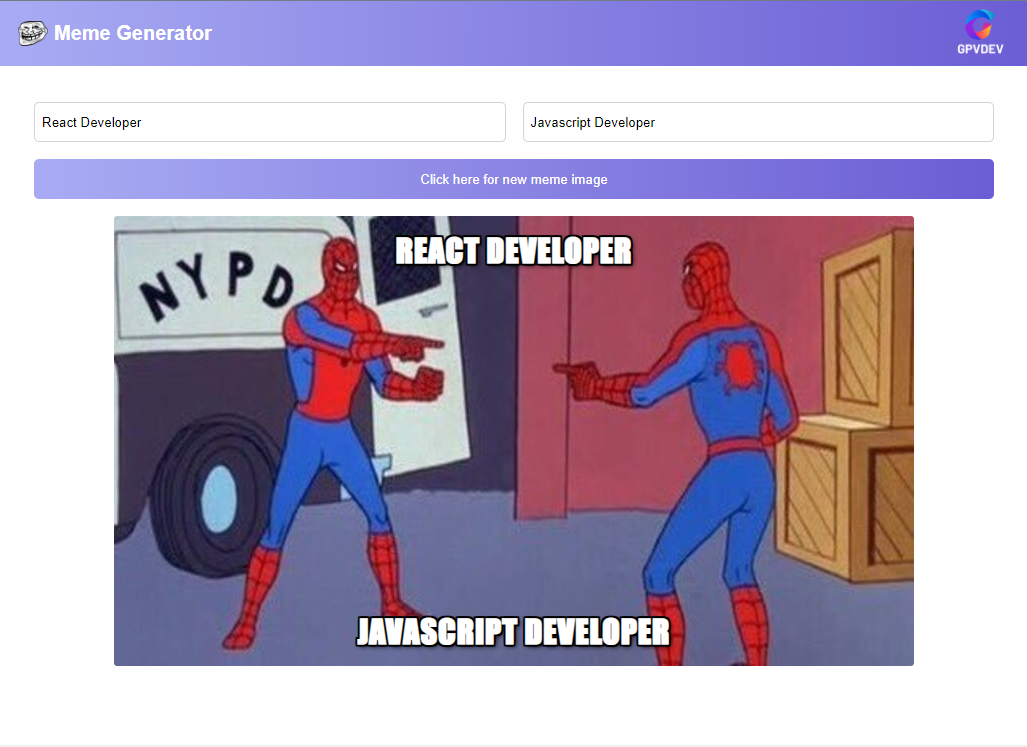 Meme Generator
GPVDEV
React Developer
Javascript Developer
Click here for new meme image
NYPD
REACT DEVELOPER
JAVASCRIPT DEVELOPER